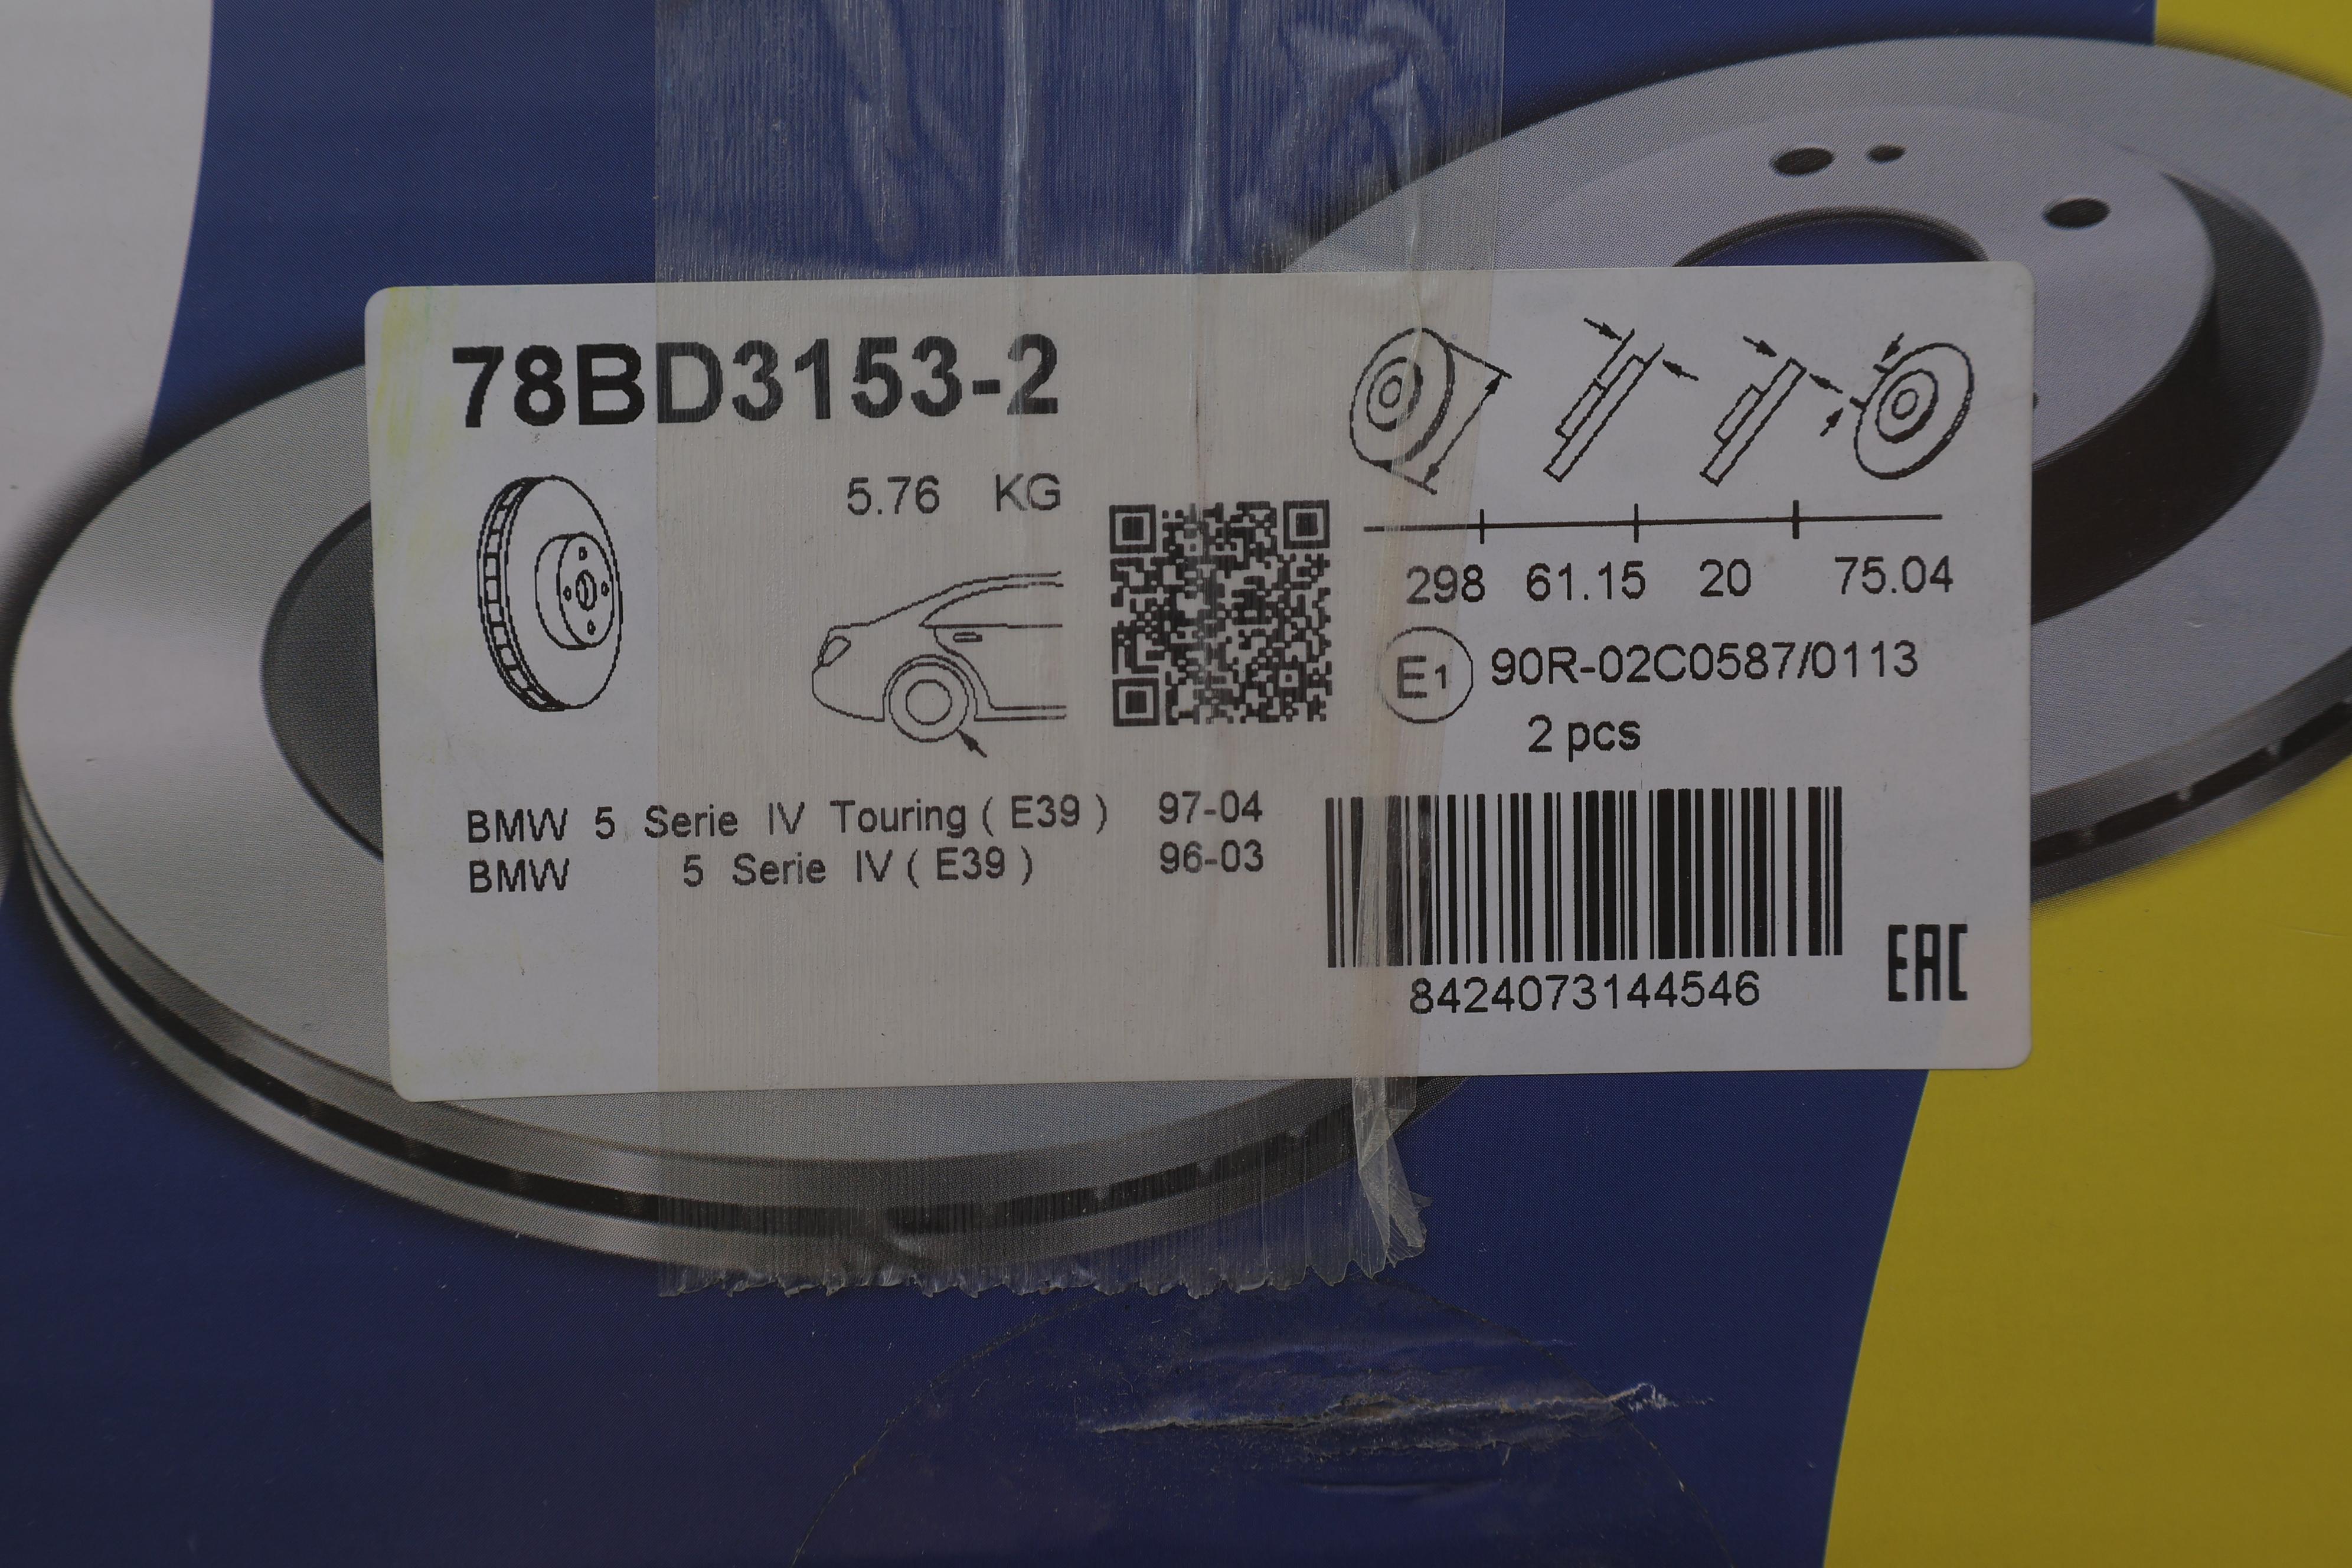 78BD3153-2
5.76 KG
298 61.15 20 75.04
E1 90R-02C0587/0113
2 pcs
BMW 5 Serie IV Touring ( E39 ) 97-04
BMW 5 Serie IV ( E39 ) 96-03
8424073144546
EAC